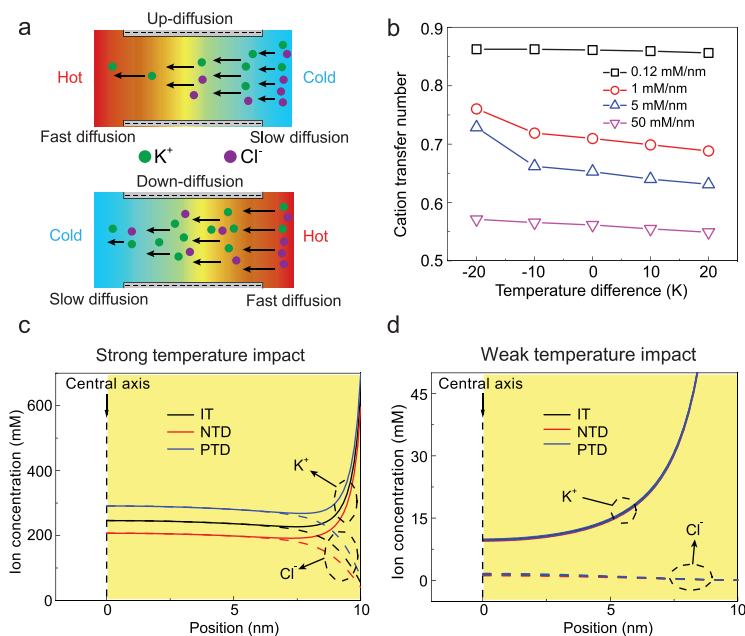 a
Up-diffusion
Hot
Cold
Fast diffusion
Slow diffusion
K⁺
Cl⁻
Down-diffusion
Cold
Hot
Slow diffusion
Fast diffusion
b
Cation transfer number
0.9
0.8
0.7
0.6
0.5
0.12 mM/nm
1 mM/nm
5 mM/nm
50 mM/nm
-20
-10
0
10
20
Temperature difference (K)
c
Strong temperature impact
Ion concentration (mM)
600
400
200
0
Central axis
IT
NTD
PTD
K⁺
Cl⁻
0
5
10
Position (nm)
d
Weak temperature impact
Ion concentration (mM)
45
30
15
0
Central axis
IT
NTD
PTD
K⁺
Cl⁻
0
5
10
Position (nm)